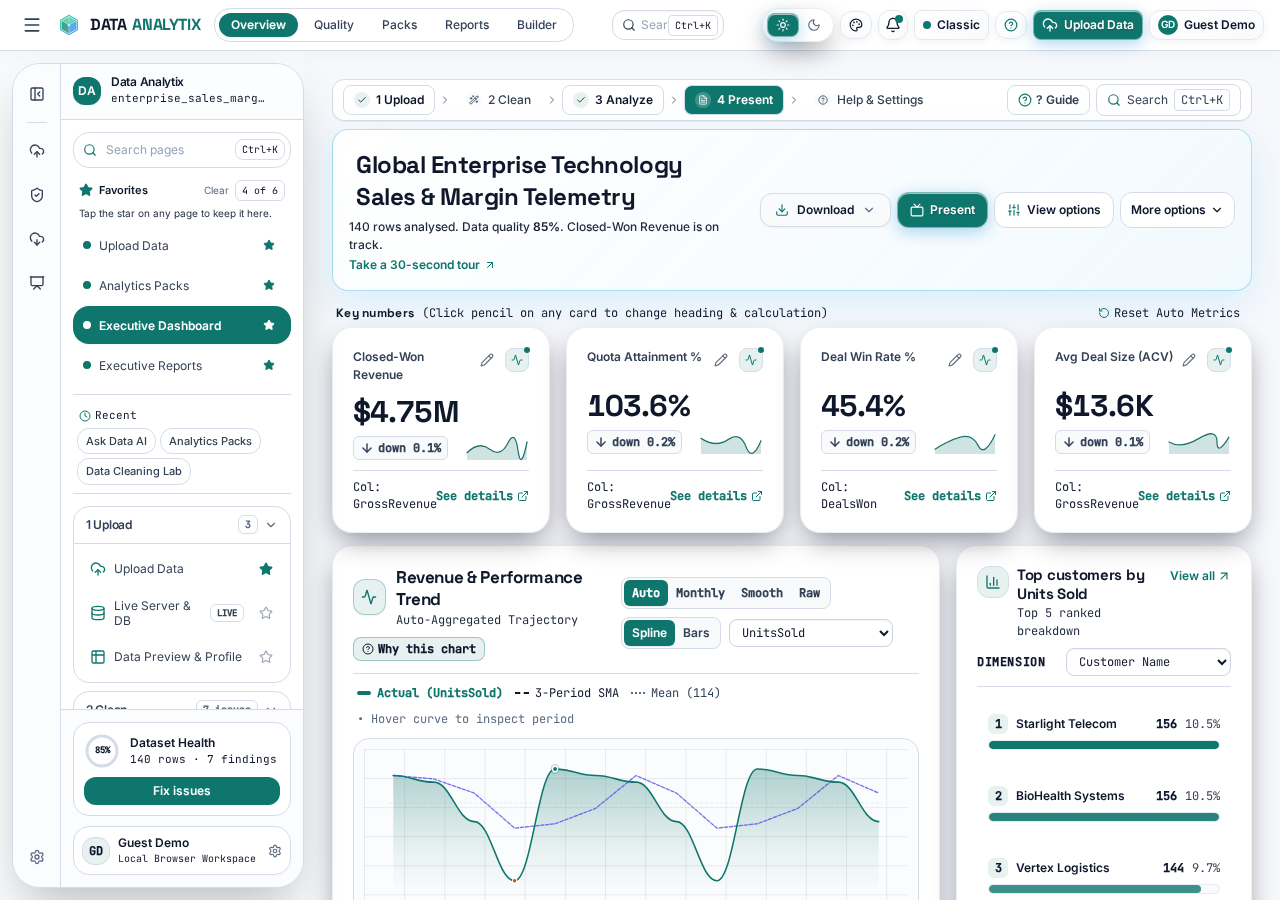 DATA ANALYTIX
Overview
Quality
Packs
Reports
Builder
Sear
Ctrl+K
Classic
Upload Data
GD
Guest Demo
DA
Data Analytix
enterprise_sales_marg…
Search pages
Ctrl+K
Favorites
Clear
4 of 6
Tap the star on any page to keep it here.
Upload Data
Analytics Packs
Executive Dashboard
Executive Reports
Recent
Ask Data AI
Analytics Packs
Data Cleaning Lab
1 Upload
3
Upload Data
Live Server &
DB
LIVE
Data Preview & Profile
2 Clean
7 issues
85%
Dataset Health
140 rows · 7 findings
Fix issues
GD
Guest Demo
Local Browser Workspace
1 Upload
2 Clean
3 Analyze
4 Present
Help & Settings
? Guide
Search
Ctrl+K
Global Enterprise Technology
Sales & Margin Telemetry
140 rows analysed. Data quality 85%. Closed-Won Revenue is on
track.
Take a 30-second tour
Download
Present
View options
More options
Key numbers (Click pencil on any card to change heading & calculation)
Reset Auto Metrics
Closed-Won
Revenue
$4.75M
↓ down 0.1%
Col:
GrossRevenue
See details
Quota Attainment %
103.6%
↓ down 0.2%
Col:
GrossRevenue
See details
Deal Win Rate %
45.4%
↓ down 0.2%
Col:
DealsWon
See details
Avg Deal Size (ACV)
$13.6K
↓ down 0.1%
Col:
GrossRevenue
See details
Revenue & Performance
Trend
Auto-Aggregated Trajectory
Why this chart
Auto
Monthly
Smooth
Raw
Spline
Bars
UnitsSold
Actual (UnitsSold)
3-Period SMA
Mean (114)
• Hover curve to inspect period
Top customers by
Units Sold
Top 5 ranked
breakdown
View all
DIMENSION
Customer Name
1 Starlight Telecom 156 10.5%
2 BioHealth Systems 156 10.5%
3 Vertex Logistics 144 9.7%